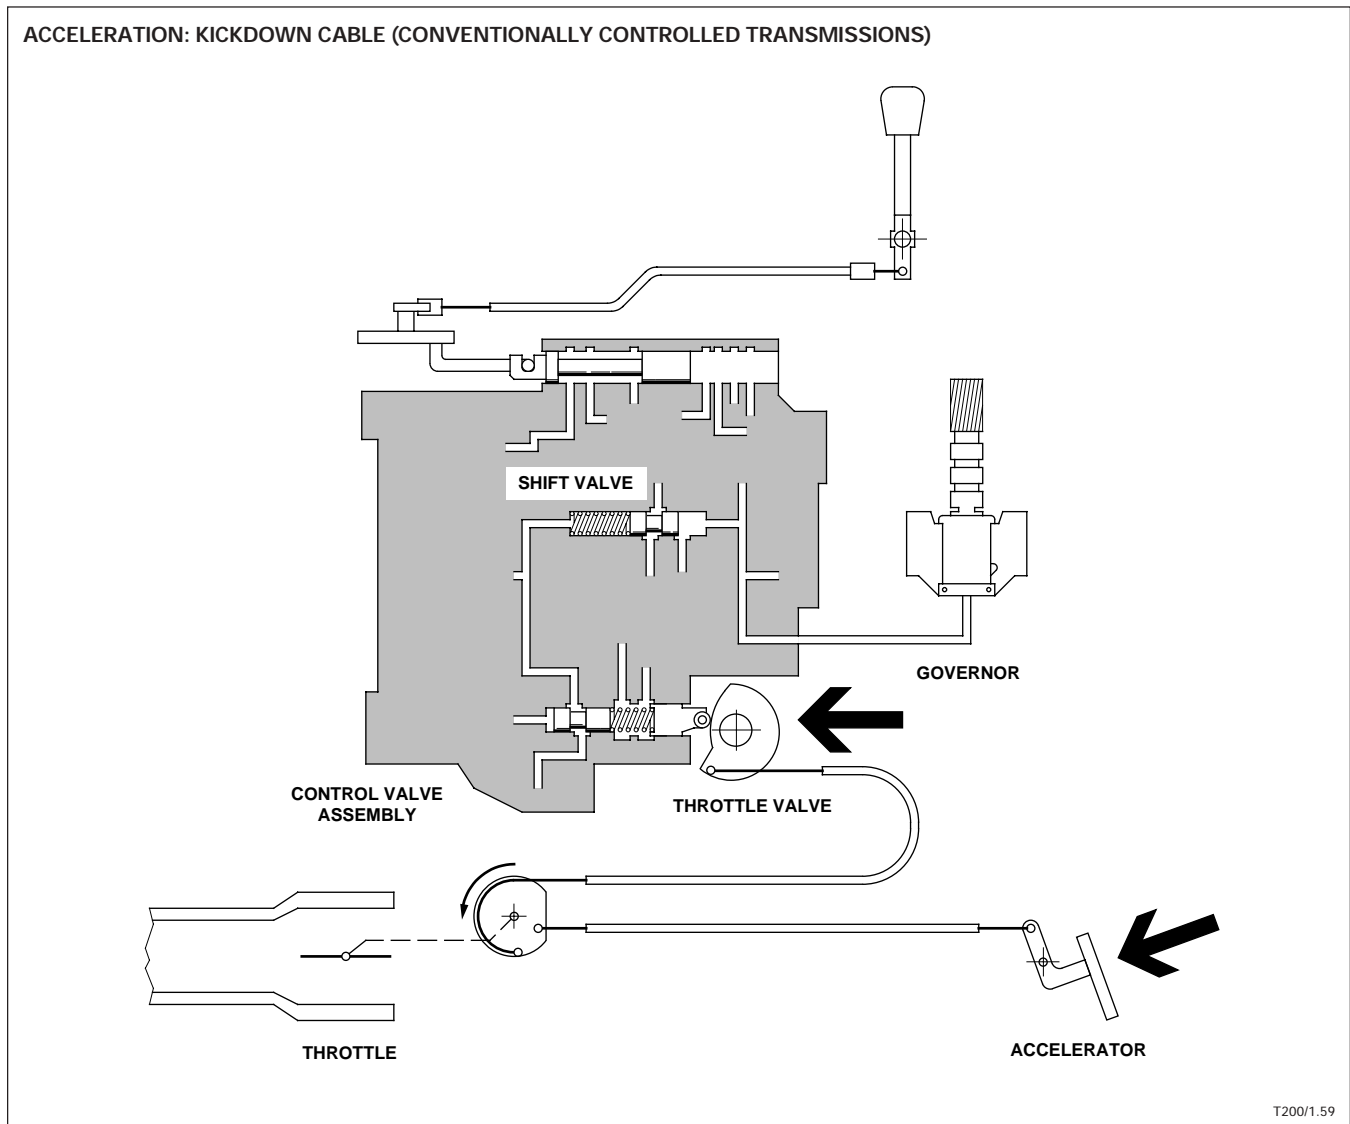 ACCELERATION: KICKDOWN CABLE (CONVENTIONALLY CONTROLLED TRANSMISSIONS)
SHIFT VALVE
GOVERNOR
CONTROL VALVE
ASSEMBLY
THROTTLE VALVE
THROTTLE
ACCELERATOR
T200/1.59